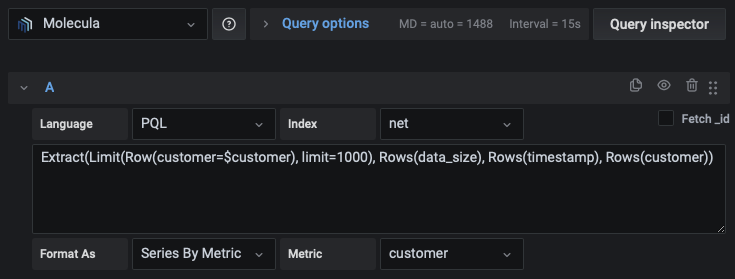 Molecula Query options MD = auto = 1488 Interval = 15s Query inspector
A
Language PQL Index net Fetch _id
Extract(Limit(Row(customer=$customer), limit=1000), Rows(data_size), Rows(timestamp), Rows(customer))
Format As Series By Metric Metric customer